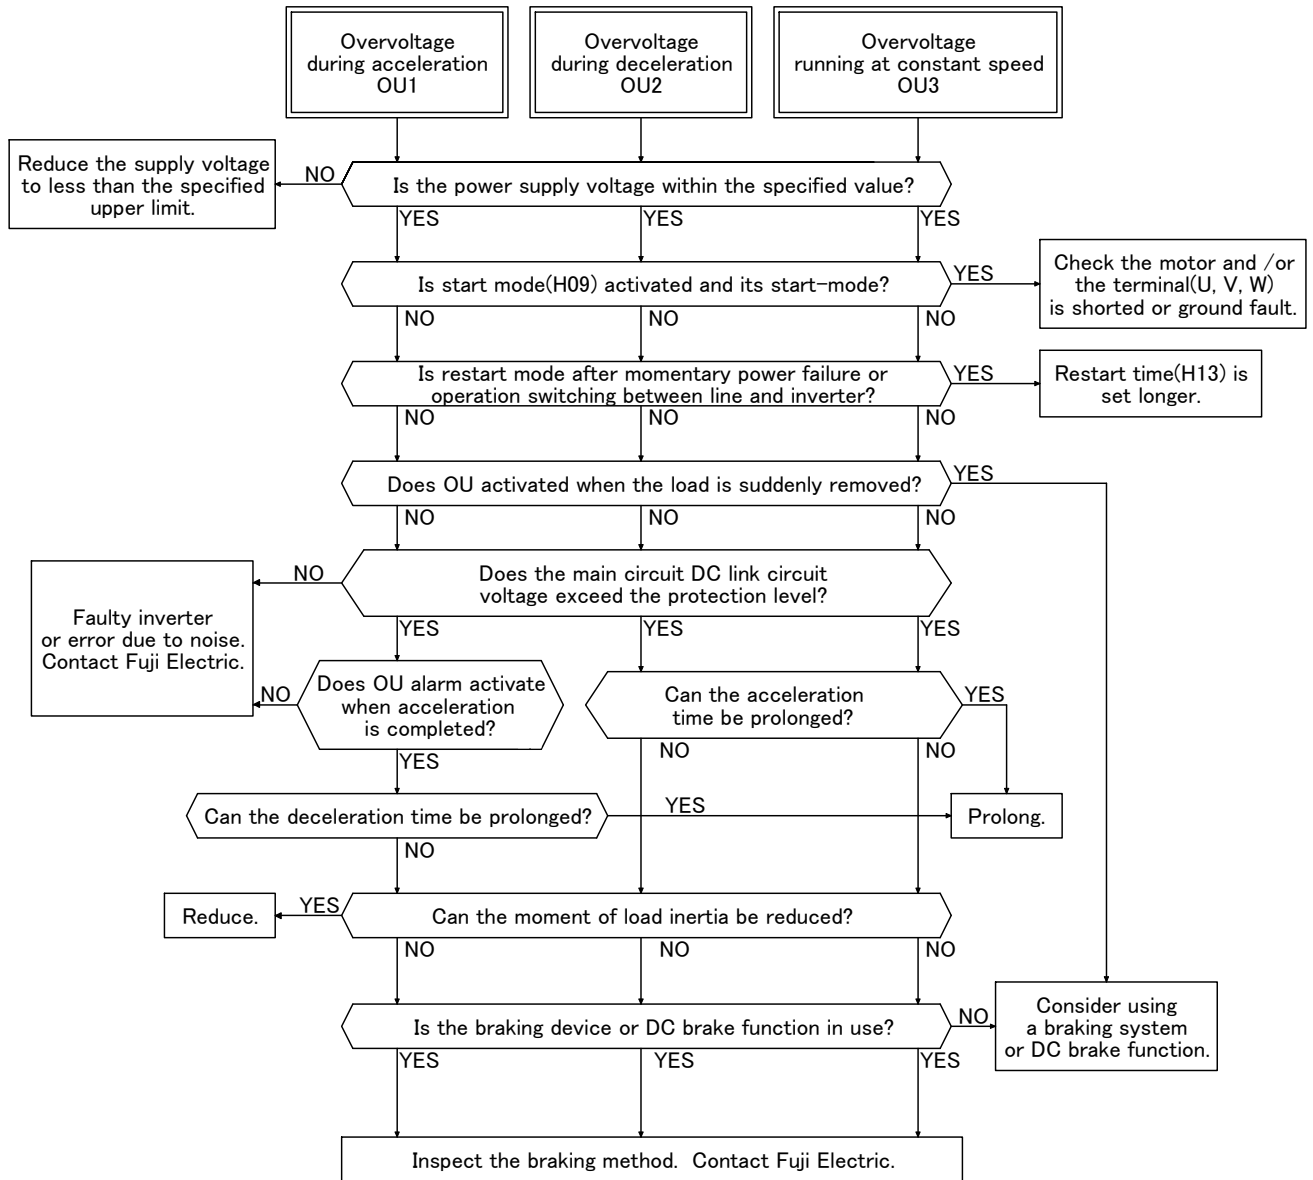 Overvoltage
during acceleration
OU1
Overvoltage
during deceleration
OU2
Overvoltage
running at constant speed
OU3
Reduce the supply voltage
to less than the specified
upper limit.
NO
Is the power supply voltage within the specified value?
YES
YES
YES
Is start mode(H09) activated and its start-mode?
YES
Check the motor and /or
the terminal(U, V, W)
is shorted or ground fault.
NO
NO
NO
Is restart mode after momentary power failure or
operation switching between line and inverter?
YES
Restart time(H13) is
set longer.
NO
NO
NO
Does OU activated when the load is suddenly removed?
YES
NO
NO
NO
Does the main circuit DC link circuit
voltage exceed the protection level?
NO
Faulty inverter
or error due to noise.
Contact Fuji Electric.
YES
YES
YES
NO
Does OU alarm activate
when acceleration
is completed?
Can the acceleration
time be prolonged?
YES
NO
NO
YES
Can the deceleration time be prolonged?
YES
Prolong.
NO
Reduce.
YES
Can the moment of load inertia be reduced?
NO
NO
NO
Is the braking device or DC brake function in use?
NO
Consider using
a braking system
or DC brake function.
YES
YES
YES
Inspect the braking method. Contact Fuji Electric.